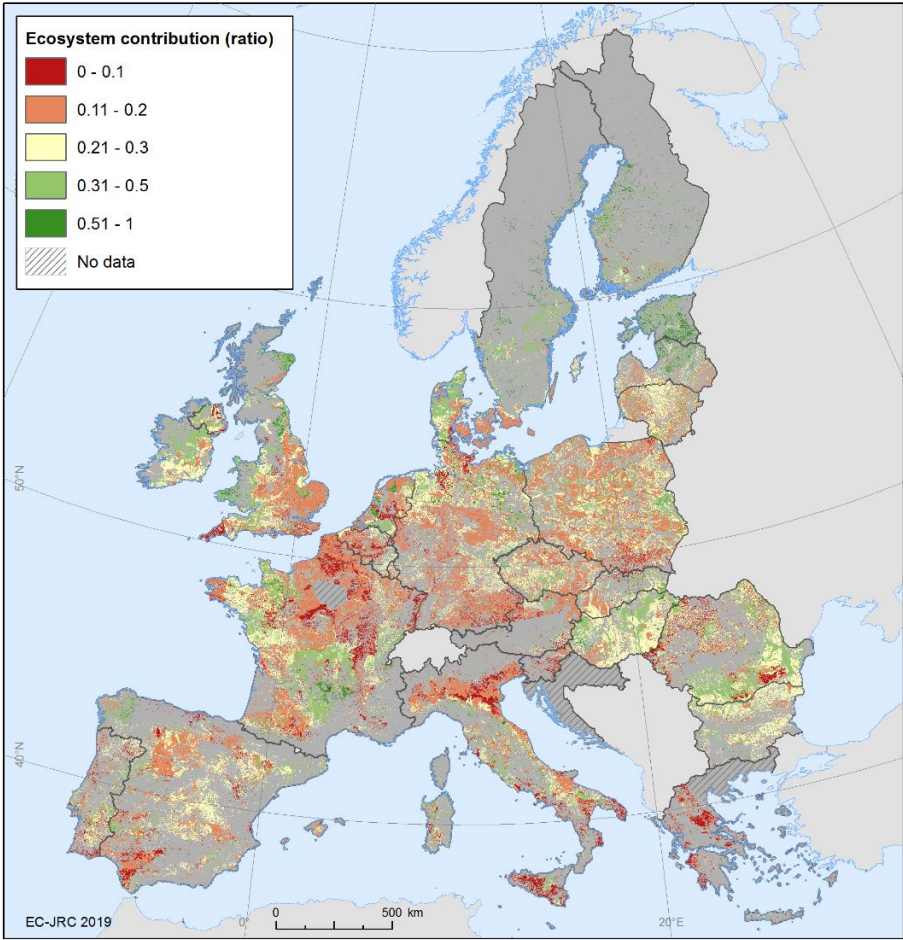 Ecosystem contribution (ratio)
0 - 0.1
0.11 - 0.2
0.21 - 0.3
0.31 - 0.5
0.51 - 1
No data
50°N
40°N
EC-JRC 2019
0°
0 500 km
20°E